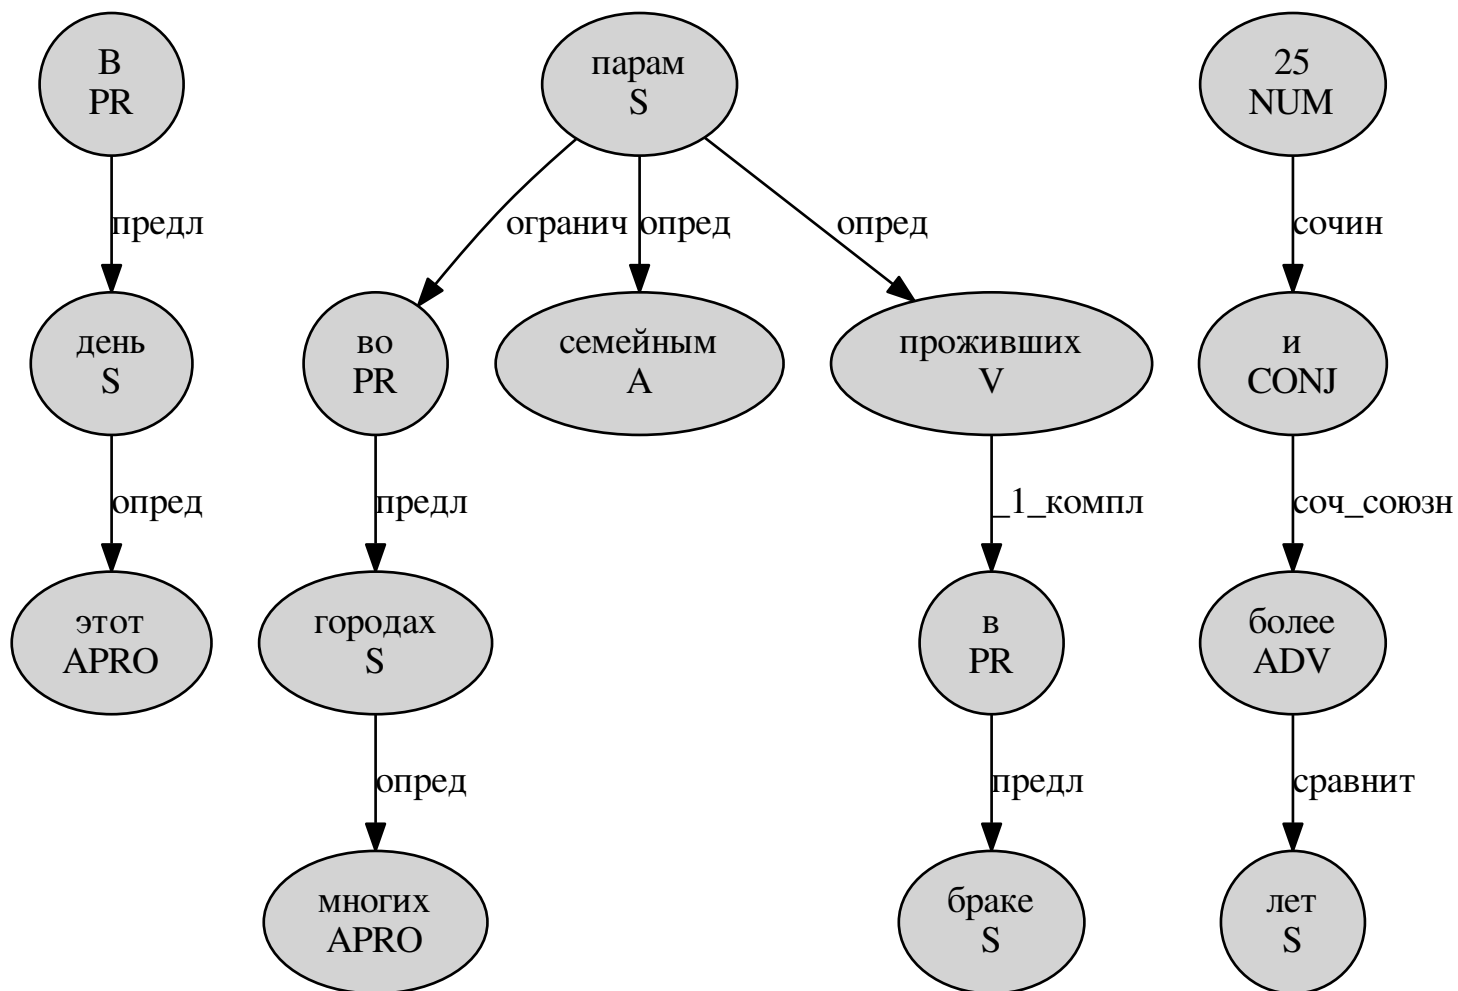 В
PR
парам
S
25
NUM
предл
огранич
опред
опред
сочин
день
S
во
PR
семейным
A
проживших
V
и
CONJ
опред
предл
_1_компл
соч_союзн
этот
APRO
городах
S
в
PR
более
ADV
опред
предл
сравнит
многих
APRO
браке
S
лет
S